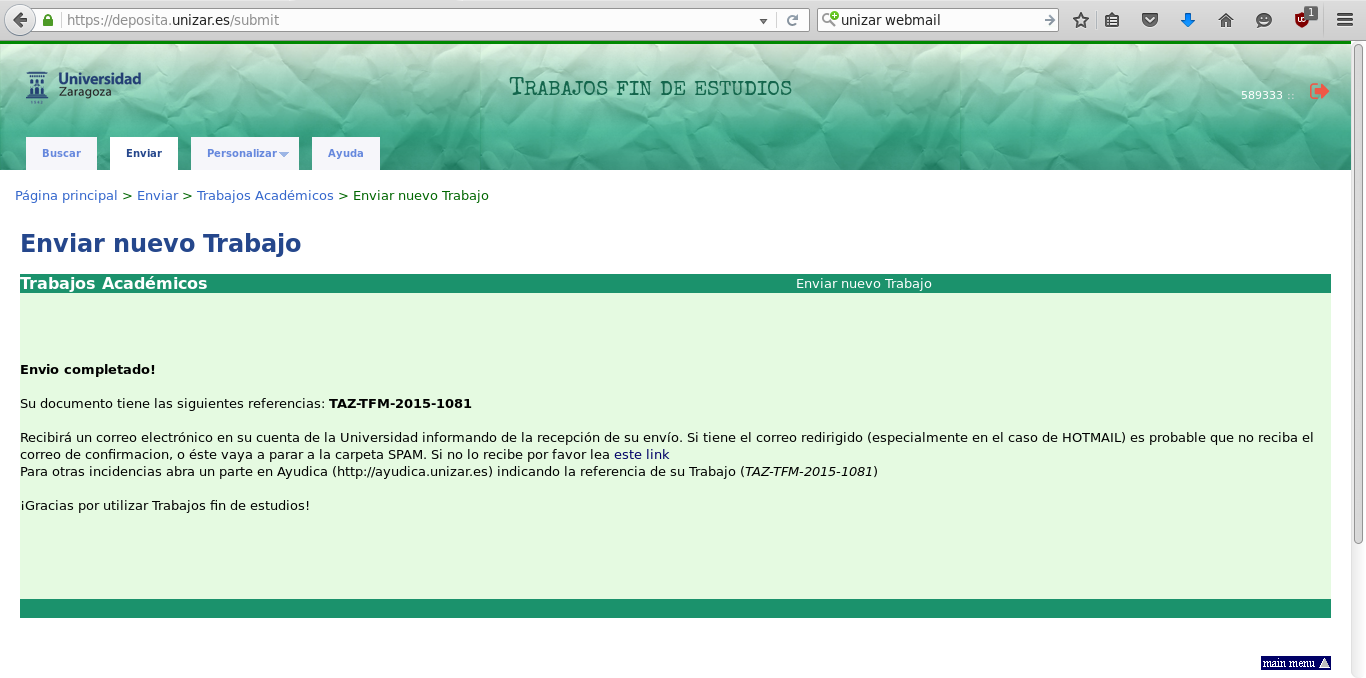 https://deposita.unizar.es/submit
unizar webmail
1
Universidad
Zaragoza
1542
Trabajos fin de estudios
589333 ::
Buscar
Enviar
Personalizar
Ayuda
Página principal > Enviar > Trabajos Académicos > Enviar nuevo Trabajo
Enviar nuevo Trabajo
Trabajos Académicos
Enviar nuevo Trabajo
Envio completado!
Su documento tiene las siguientes referencias: TAZ-TFM-2015-1081
Recibirá un correo electrónico en su cuenta de la Universidad informando de la recepción de su envío. Si tiene el correo redirigido (especialmente en el caso de HOTMAIL) es probable que no reciba el
correo de confirmacion, o éste vaya a parar a la carpeta SPAM. Si no lo recibe por favor lea este link
Para otras incidencias abra un parte en Ayudica (http://ayudica.unizar.es) indicando la referencia de su Trabajo (TAZ-TFM-2015-1081)
¡Gracias por utilizar Trabajos fin de estudios!
main menu